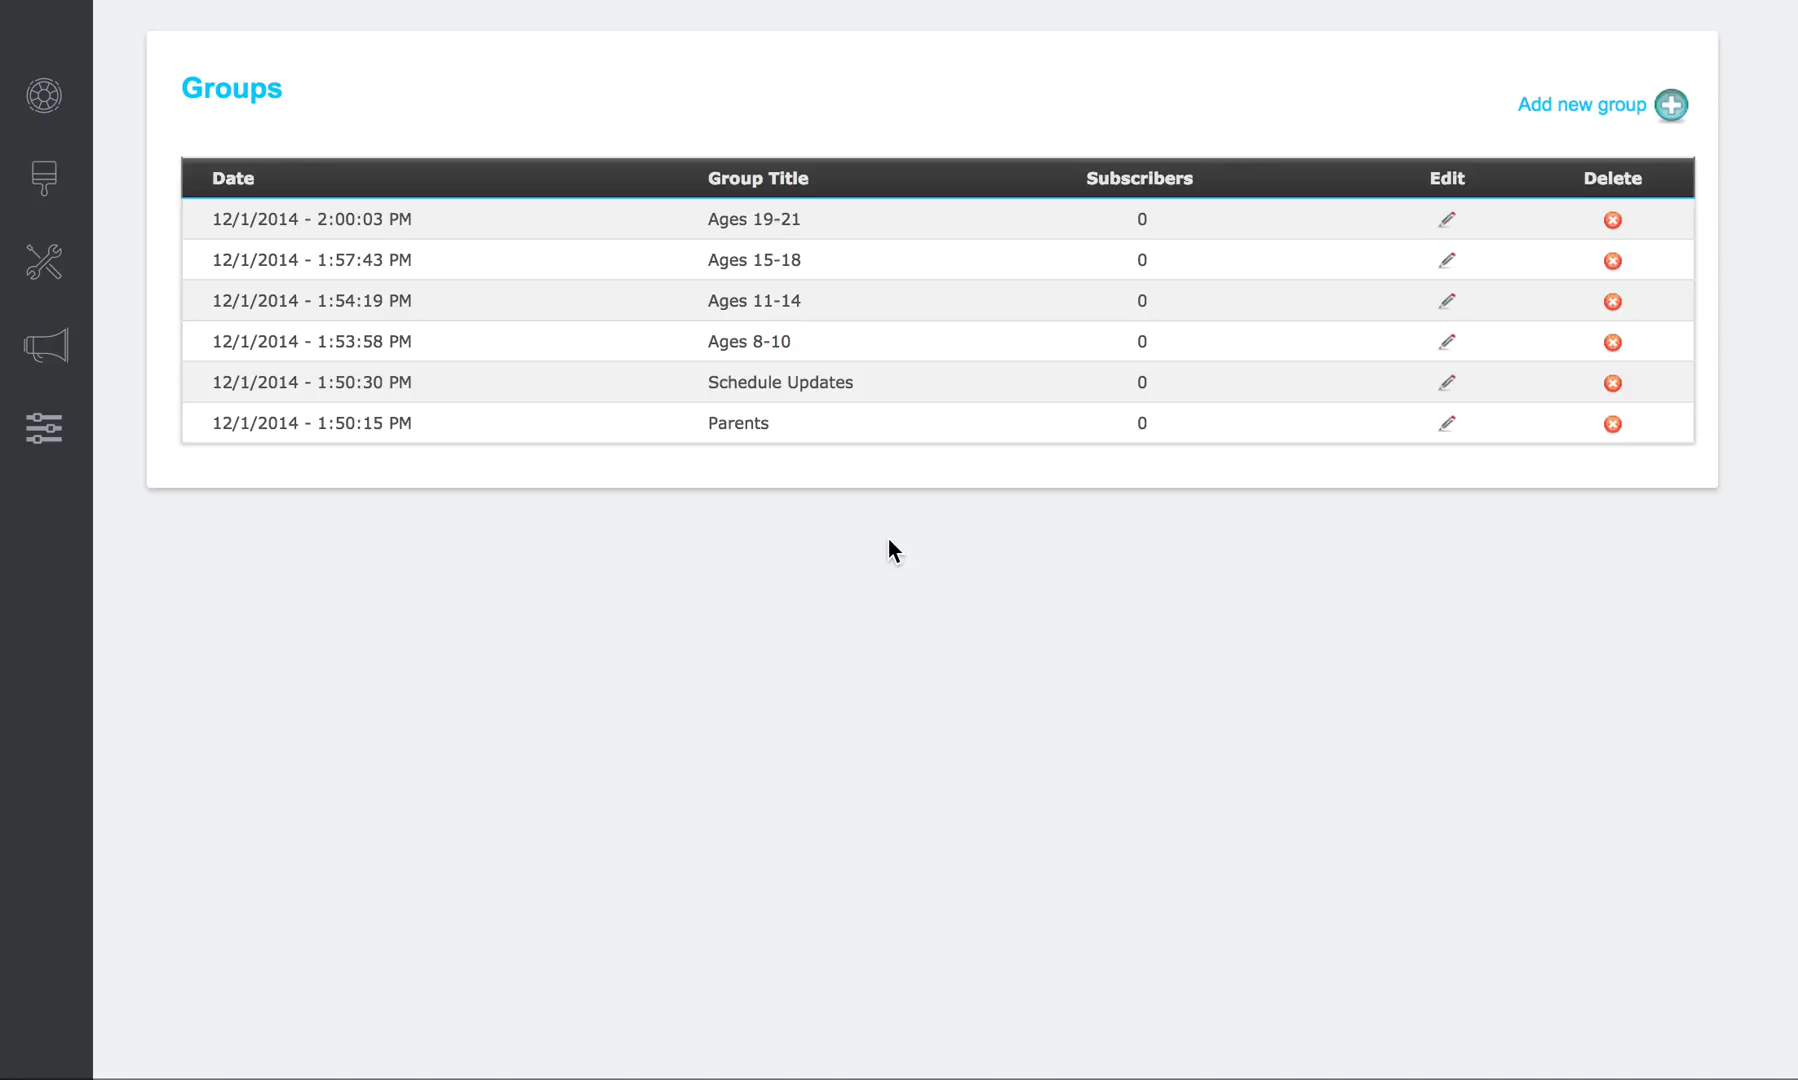 Groups
Add new group
Date Group Title Subscribers Edit Delete
12/1/2014 - 2:00:03 PM Ages 19-21 0
12/1/2014 - 1:57:43 PM Ages 15-18 0
12/1/2014 - 1:54:19 PM Ages 11-14 0
12/1/2014 - 1:53:58 PM Ages 8-10 0
12/1/2014 - 1:50:30 PM Schedule Updates 0
12/1/2014 - 1:50:15 PM Parents 0